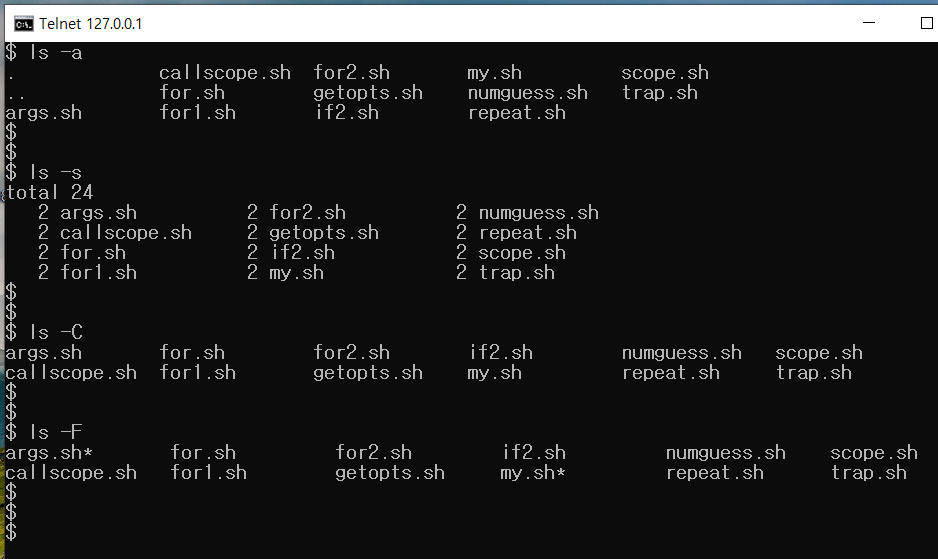 Telnet 127.0.0.1
$ ls -a
.              callscope.sh  for2.sh       my.sh         scope.sh
..             for.sh        getopts.sh    numguess.sh   trap.sh
args.sh       for1.sh       if2.sh        repeat.sh
$
$
$ ls -s
total 24
   2 args.sh          2 for2.sh          2 numguess.sh
   2 callscope.sh     2 getopts.sh       2 repeat.sh
   2 for.sh           2 if2.sh           2 scope.sh
   2 for1.sh          2 my.sh            2 trap.sh
$
$
$ ls -C
args.sh       for.sh        for2.sh       if2.sh        numguess.sh   scope.sh
callscope.sh  for1.sh       getopts.sh    my.sh         repeat.sh     trap.sh
$
$
$ ls -F
args.sh*       for.sh         for2.sh        if2.sh         numguess.sh    scope.sh
callscope.sh   for1.sh        getopts.sh     my.sh*         repeat.sh      trap.sh
$
$
$